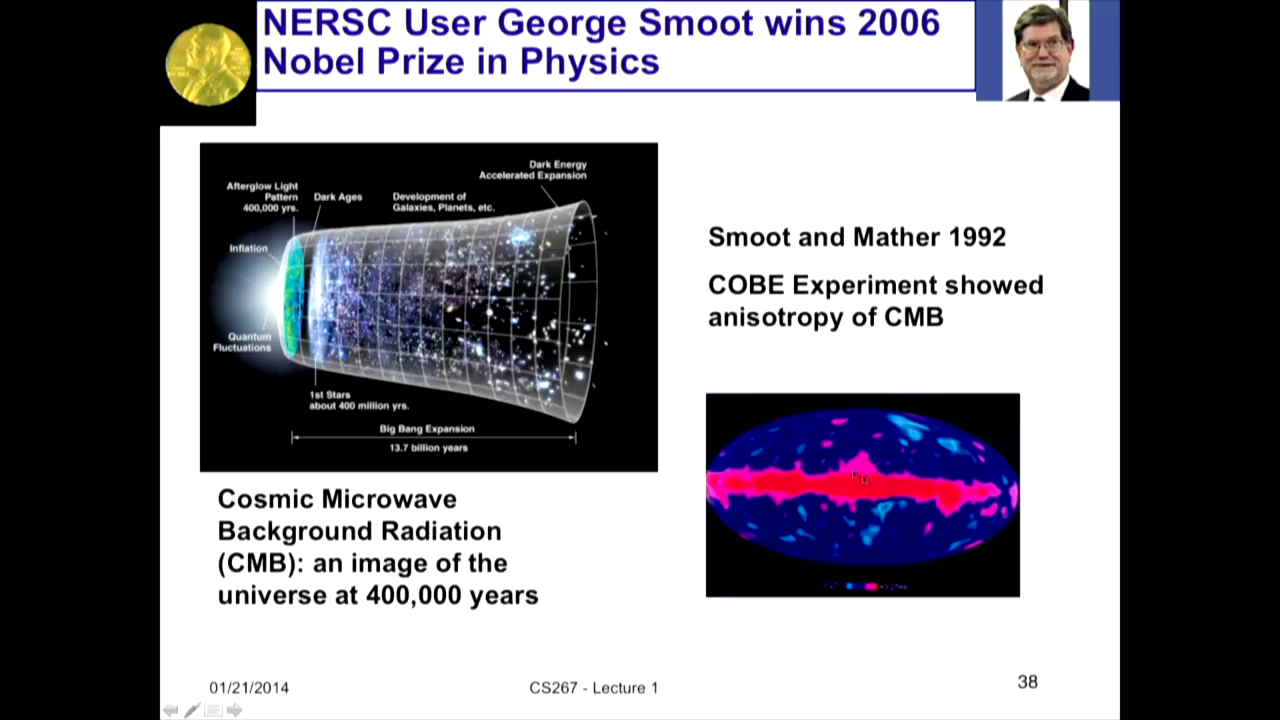 NERSC User George Smoot wins 2006
Nobel Prize in Physics
Dark Energy
Accelerated Expansion
Afterglow Light
Pattern
400,000 yrs.
Dark Ages
Development of
Galaxies, Planets, etc.
Inflation
Quantum
Fluctuations
1st Stars
about 400 million yrs.
Big Bang Expansion
13.7 billion years
Smoot and Mather 1992
COBE Experiment showed
anisotropy of CMB
Cosmic Microwave
Background Radiation
(CMB): an image of the
universe at 400,000 years
01/21/2014
CS267 - Lecture 1
38